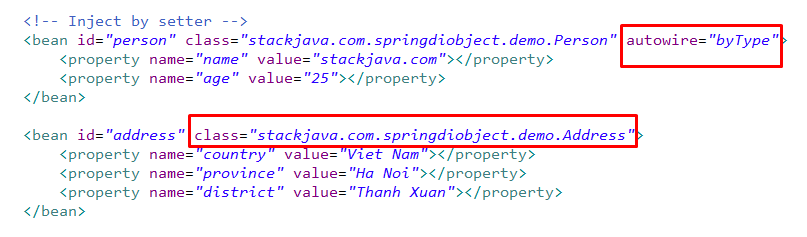 <!-- Inject by setter -->
<bean id="person" class="stackjava.com.springdiobject.demo.Person" autowire="byType">
    <property name="name" value="stackjava.com"></property>
    <property name="age" value="25"></property>
</bean>

<bean id="address" class="stackjava.com.springdiobject.demo.Address">
    <property name="country" value="Viet Nam"></property>
    <property name="province" value="Ha Noi"></property>
    <property name="district" value="Thanh Xuan"></property>
</bean>